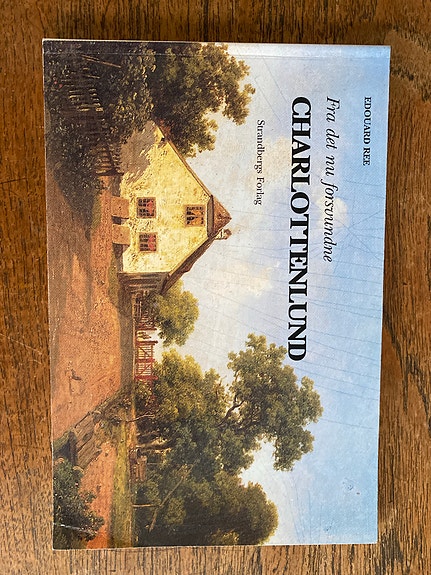 EDOUARD REE
Fra det nu forsvundne
CHARLOTTENLUND
Strandbergs Forlag